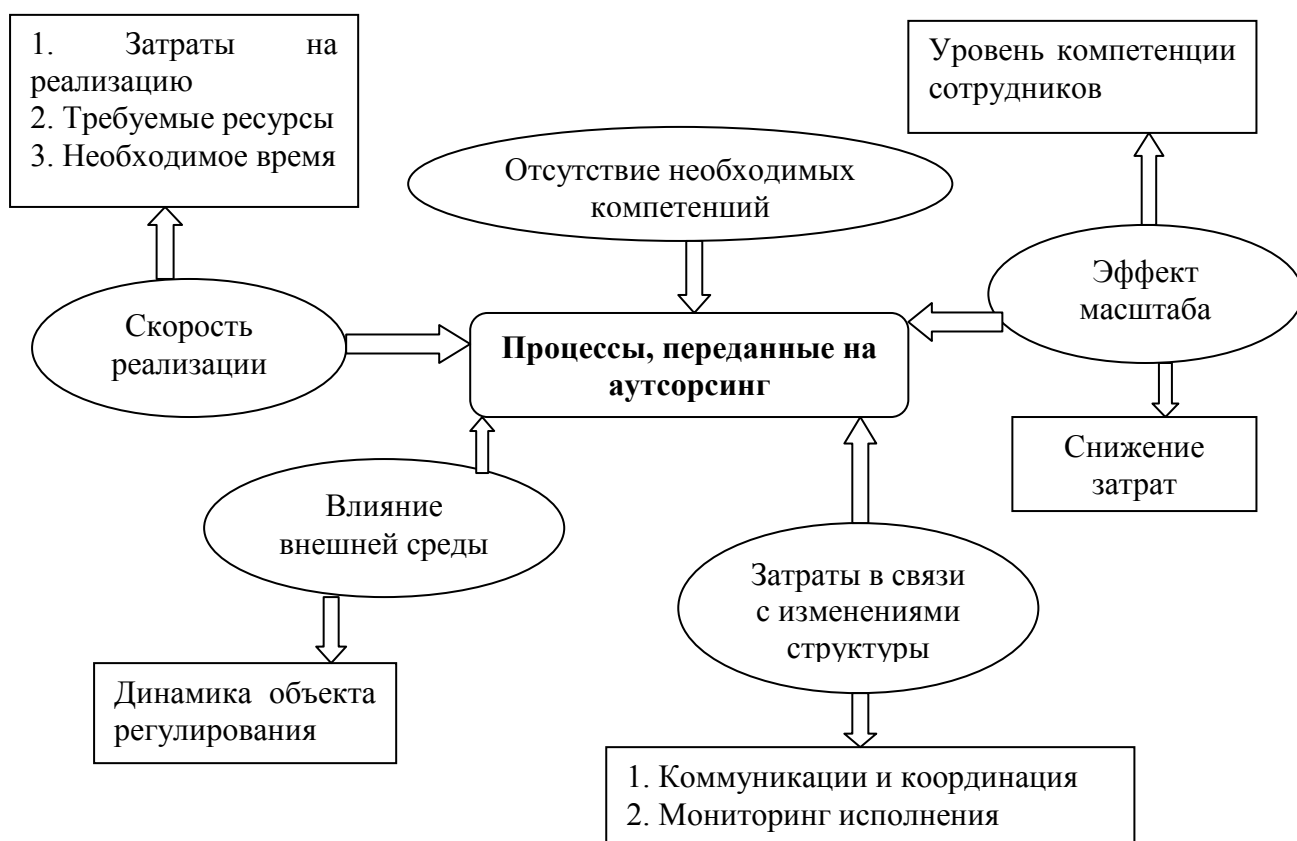 1. Затраты на
реализацию
2. Требуемые ресурсы
3. Необходимое время
Уровень компетенции
сотрудников
Отсутствие необходимых
компетенций
Скорость
реализации
Эффект
масштаба
Процессы, переданные на
аутсорсинг
Снижение
затрат
Влияние
внешней среды
Затраты в связи
с изменениями
структуры
Динамика объекта
регулирования
1. Коммуникации и координация
2. Мониторинг исполнения